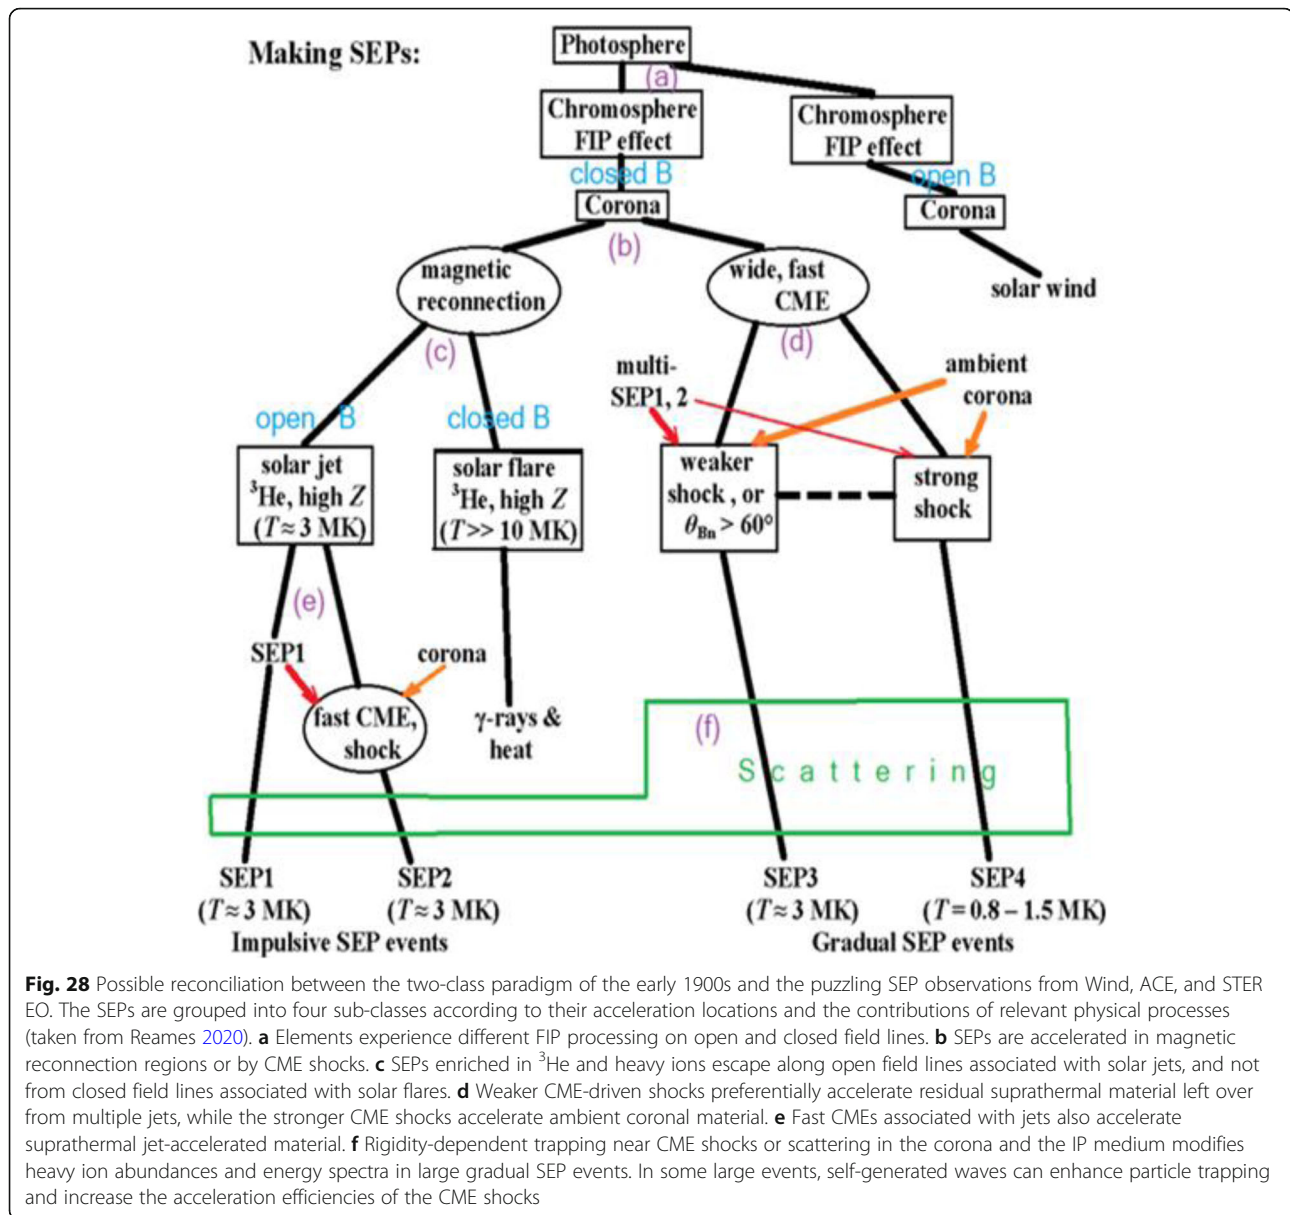 Making SEPs:
Photosphere
(a)
Chromosphere
FIP effect
Chromosphere
FIP effect
closed B
open B
Corona
Corona
(b)
solar wind
magnetic
reconnection
wide, fast
CME
(c)
(d)
multi-
SEP1, 2
ambient
corona
open B
closed B
solar jet
³He, high Z
(T≈ 3 MK)
solar flare
³He, high Z
(T>> 10 MK)
weaker
shock , or
θBn > 60°
strong
shock
(e)
SEP1
corona
fast CME,
shock
γ-rays &
heat
(f)
Scattering
SEP1
(T≈ 3 MK)
SEP2
(T≈ 3 MK)
SEP3
(T≈ 3 MK)
SEP4
(T= 0.8 – 1.5 MK)
Impulsive SEP events
Gradual SEP events
Fig. 28 Possible reconciliation between the two-class paradigm of the early 1900s and the puzzling SEP observations from Wind, ACE, and STER
EO. The SEPs are grouped into four sub-classes according to their acceleration locations and the contributions of relevant physical processes
(taken from Reames 2020). a Elements experience different FIP processing on open and closed field lines. b SEPs are accelerated in magnetic
reconnection regions or by CME shocks. c SEPs enriched in ³He and heavy ions escape along open field lines associated with solar jets, and not
from closed field lines associated with solar flares. d Weaker CME-driven shocks preferentially accelerate residual suprathermal material left over
from multiple jets, while the stronger CME shocks accelerate ambient coronal material. e Fast CMEs associated with jets also accelerate
suprathermal jet-accelerated material. f Rigidity-dependent trapping near CME shocks or scattering in the corona and the IP medium modifies
heavy ion abundances and energy spectra in large gradual SEP events. In some large events, self-generated waves can enhance particle trapping
and increase the acceleration efficiencies of the CME shocks